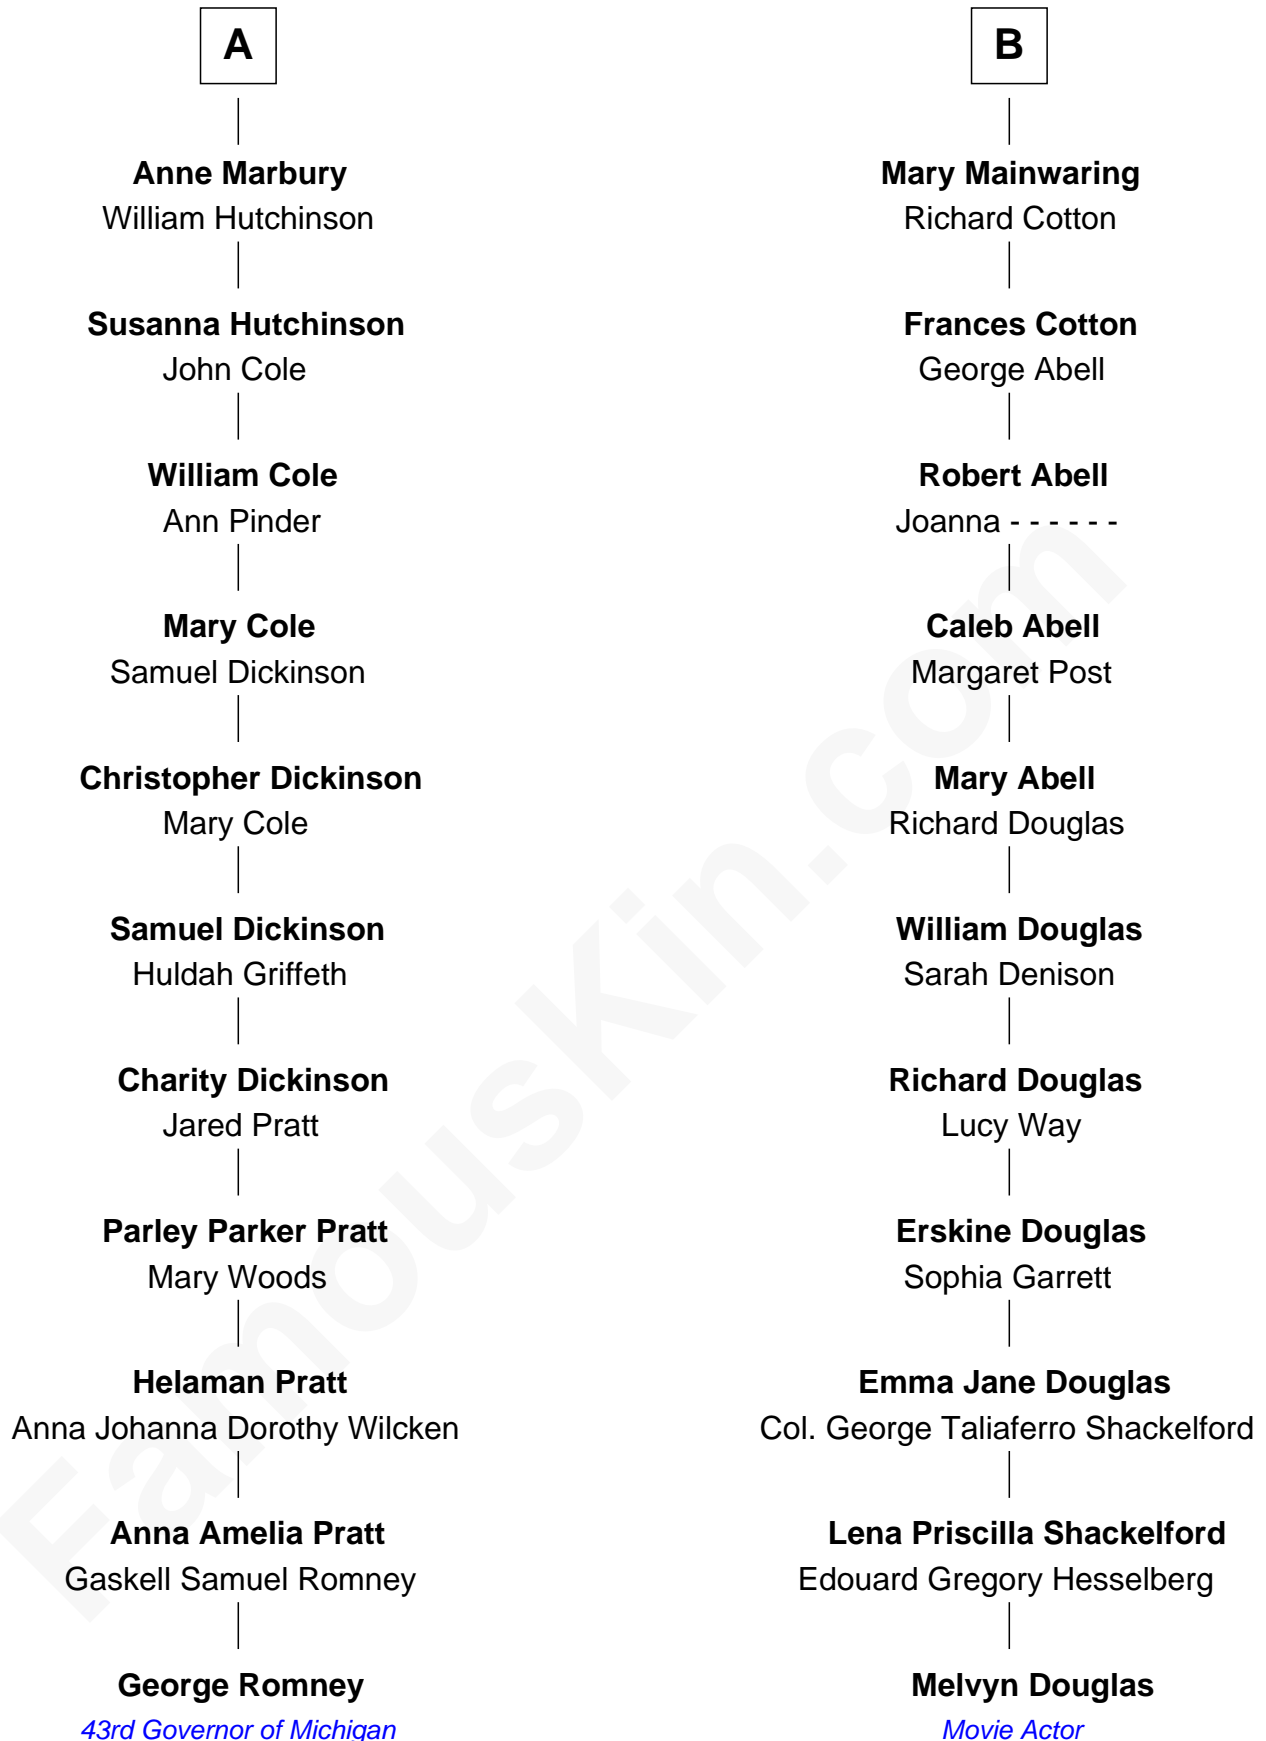 A
Anne Marbury
William Hutchinson
Susanna Hutchinson
John Cole
William Cole
Ann Pinder
Mary Cole
Samuel Dickinson
Christopher Dickinson
Mary Cole
Samuel Dickinson
Huldah Griffeth
Charity Dickinson
Jared Pratt
Parley Parker Pratt
Mary Woods
Helaman Pratt
Anna Johanna Dorothy Wilcken
Anna Amelia Pratt
Gaskell Samuel Romney
George Romney
43rd Governor of Michigan
B
Mary Mainwaring
Richard Cotton
Frances Cotton
George Abell
Robert Abell
Joanna - - - - - -
Caleb Abell
Margaret Post
Mary Abell
Richard Douglas
William Douglas
Sarah Denison
Richard Douglas
Lucy Way
Erskine Douglas
Sophia Garrett
Emma Jane Douglas
Col. George Taliaferro Shackelford
Lena Priscilla Shackelford
Edouard Gregory Hesselberg
Melvyn Douglas
Movie Actor
FamousKin.com